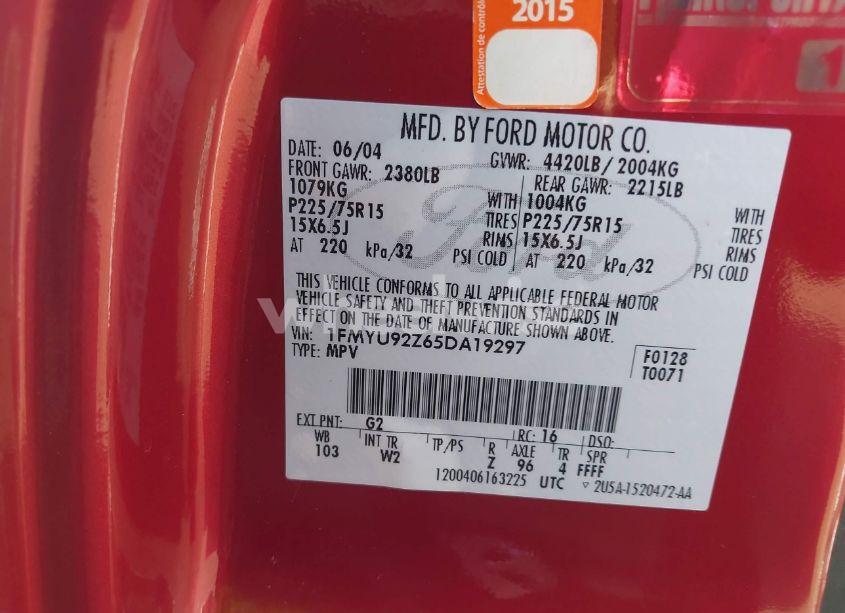 2015
Attestation de contrôl
MFD. BY FORD MOTOR CO.
DATE: 06/04 GVWR: 4420LB/ 2004KG
FRONT GAWR: 2380LB REAR GAWR: 2215LB
1079KG WITH 1004KG WITH
P225/75R15 TIRES P225/75R15 TIRES
15X6.5J RIMS 15X6.5J RIMS
AT 220 kPa/32 PSI COLD AT 220 kPa/32 PSI COLD
Ford
THIS VEHICLE CONFORMS TO ALL APPLICABLE FEDERAL MOTOR
VEHICLE SAFETY AND THEFT PREVENTION STANDARDS IN
EFFECT ON THE DATE OF MANUFACTURE SHOWN ABOVE.
VIN: 1FMYU92Z65DA19297
TYPE: MPV
F0128
T0071
EXT PNT: G2 RC: 16 DSO:
WB INT TR TP/PS R AXLE TR SPR
103 W2 Z 96 4 FFFF
1200406163225 UTC ▽ 2U5A-1520472-AA